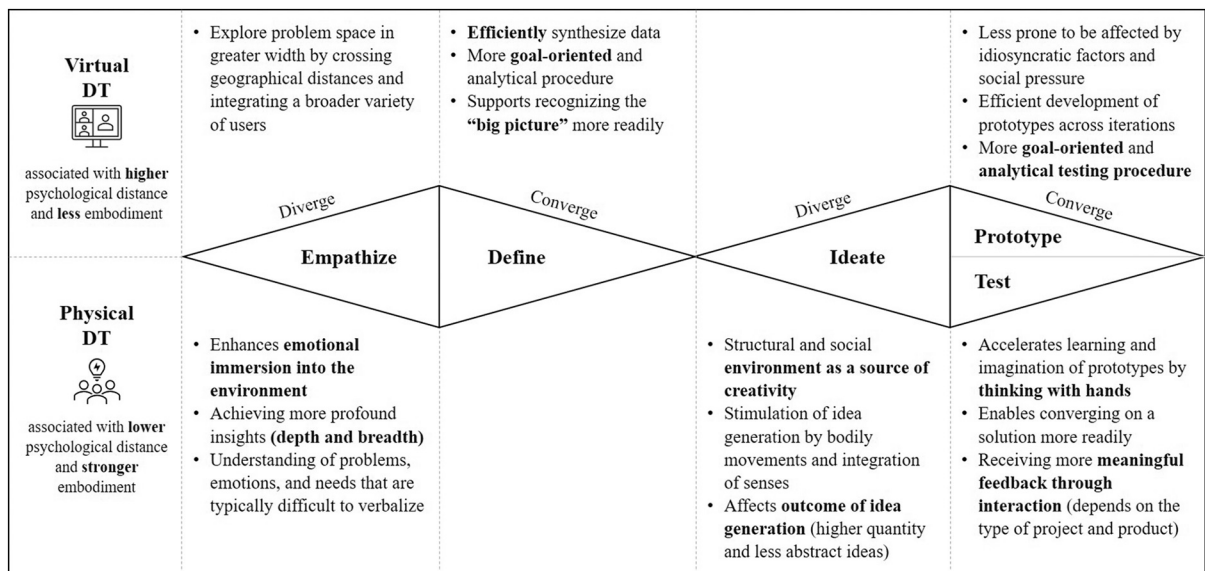 Virtual
DT
associated with higher
psychological distance
and less embodiment
• Explore problem space in
greater width by crossing
geographical distances and
integrating a broader variety
of users
• Efficiently synthesize data
• More goal-oriented and
analytical procedure
• Supports recognizing the
“big picture” more readily
• Less prone to be affected by
idiosyncratic factors and
social pressure
• Efficient development of
prototypes across iterations
• More goal-oriented and
analytical testing procedure
Diverge
Converge
Diverge
Converge
Empathize
Define
Ideate
Prototype
Test
Physical
DT
associated with lower
psychological distance
and stronger
embodiment
• Enhances emotional
immersion into the
environment
• Achieving more profound
insights (depth and breadth)
• Understanding of problems,
emotions, and needs that are
typically difficult to verbalize
• Structural and social
environment as a source of
creativity
• Stimulation of idea
generation by bodily
movements and integration of
senses
• Affects outcome of idea
generation (higher quantity
and less abstract ideas)
• Accelerates learning and
imagination of prototypes by
thinking with hands
• Enables converging on a
solution more readily
• Receiving more meaningful
feedback through
interaction (depends on the
type of project and product)